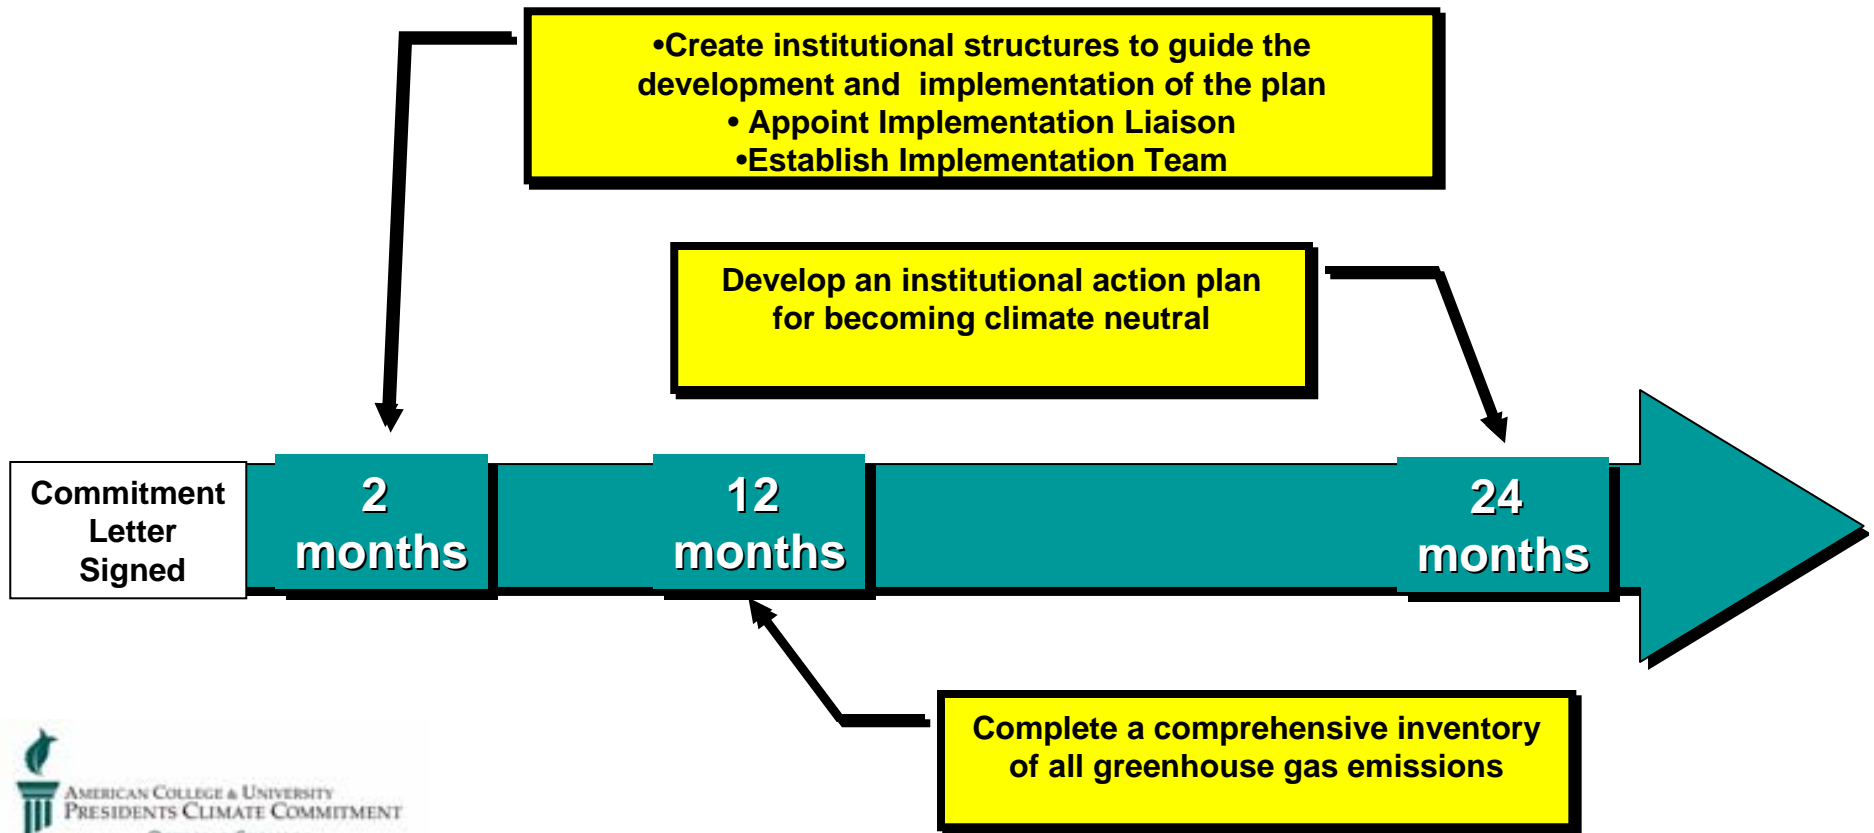 •Create institutional structures to guide the
development and implementation of the plan
• Appoint Implementation Liaison
•Establish Implementation Team
Develop an institutional action plan
for becoming climate neutral
Commitment
Letter
Signed
2
months
12
months
24
months
Complete a comprehensive inventory
of all greenhouse gas emissions
AMERICAN COLLEGE & UNIVERSITY
PRESIDENTS CLIMATE COMMITMENT